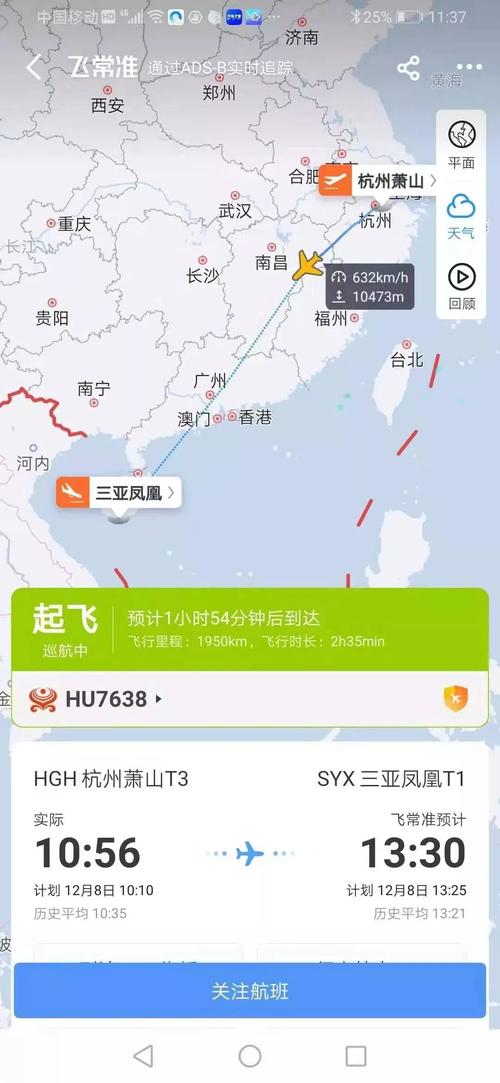 中国移动 HD 4G 25% 11:37
飞常准 通过ADS-B实时追踪
济南
黄海
郑州
西安
平面
合肥
杭州萧山
上海
杭州
武汉
天气
长江
重庆
南昌
长沙
632km/h
10473m
回顾
贵阳
福州
台北
广州
南宁
澳门
香港
河内
三亚凤凰
起飞
巡航中
预计1小时54分钟后到达
飞行里程：1950km，飞行时长：2h35min
HU7638
HGH 杭州萧山T3
SYX 三亚凤凰T1
实际
飞常准预计
10:56
13:30
计划 12月8日 10:10
计划 12月8日 13:25
历史平均 10:35
历史平均 13:21
关注航班